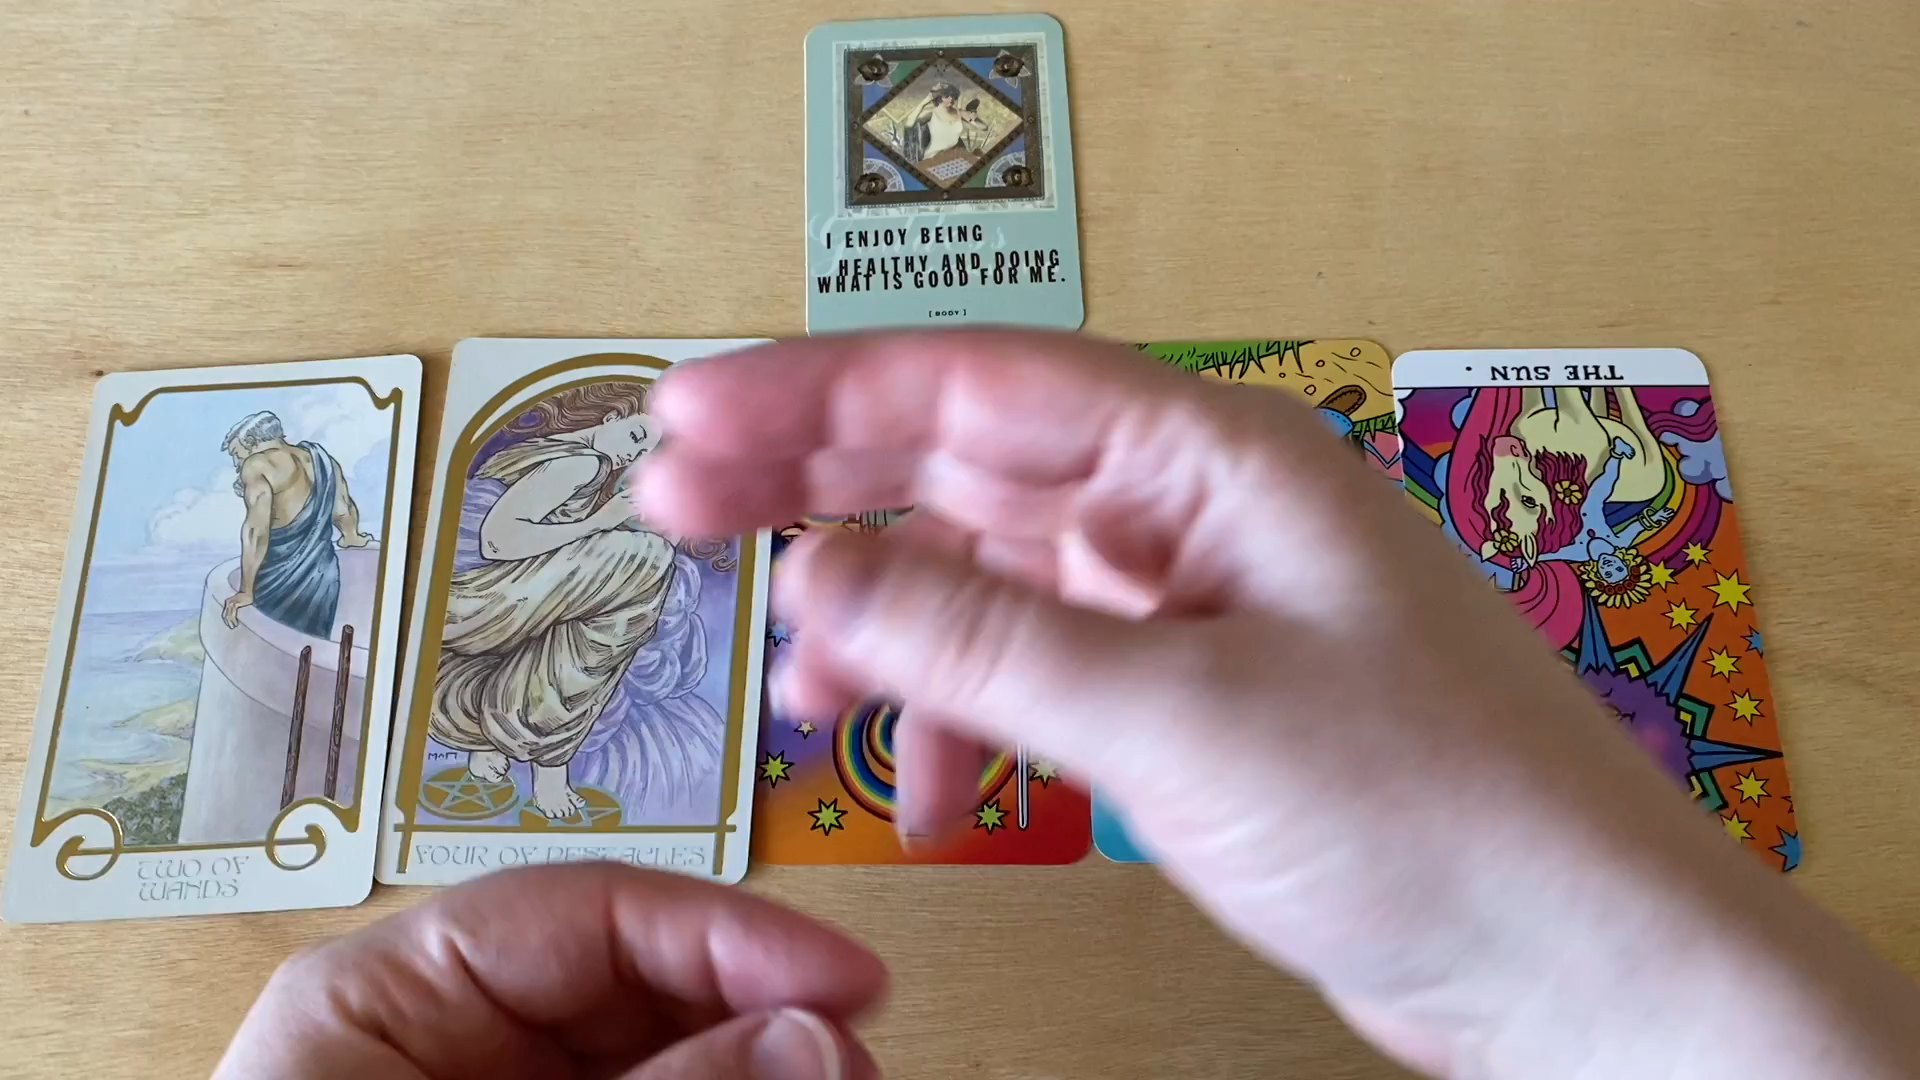 I ENJOY BEING
HEALTHY AND DOING
WHAT IS GOOD FOR ME.
[BODY]
THE SUN.
TWO OF
WANDS
FOUR OF PENTACLES